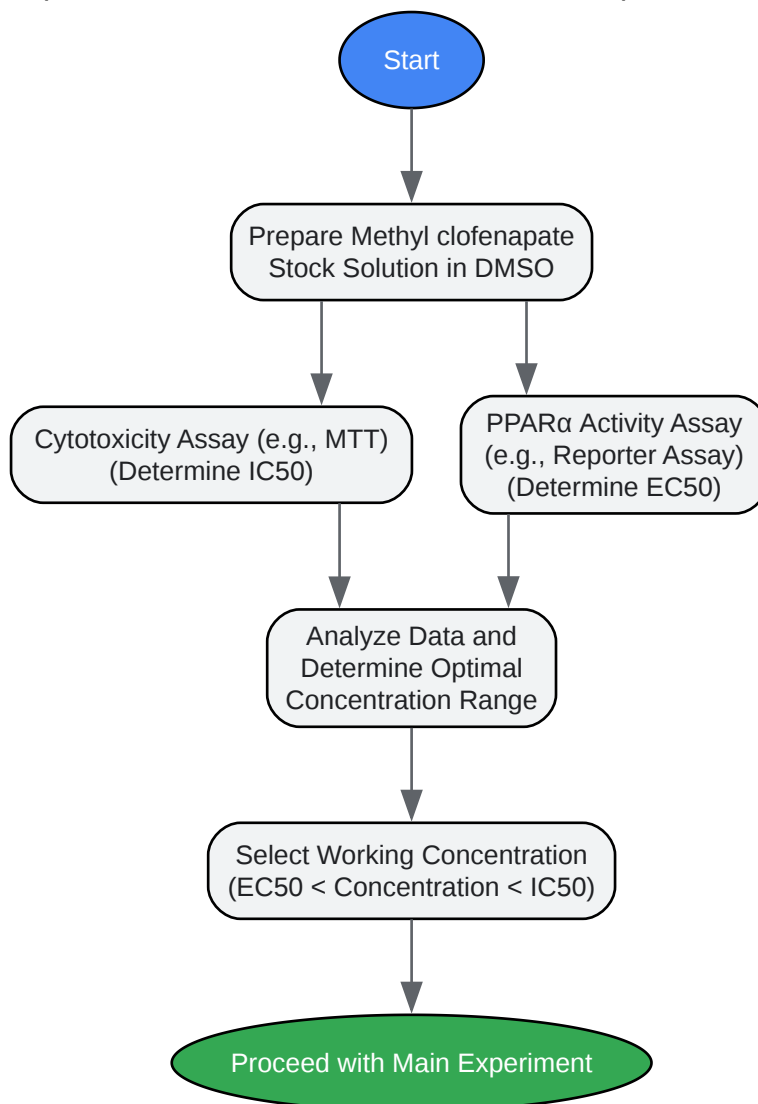 Start
Prepare Methyl clofenapate
Stock Solution in DMSO
Cytotoxicity Assay (e.g., MTT)
(Determine IC50)
PPARα Activity Assay
(e.g., Reporter Assay)
(Determine EC50)
Analyze Data and
Determine Optimal
Concentration Range
Select Working Concentration
(EC50 < Concentration < IC50)
Proceed with Main Experiment